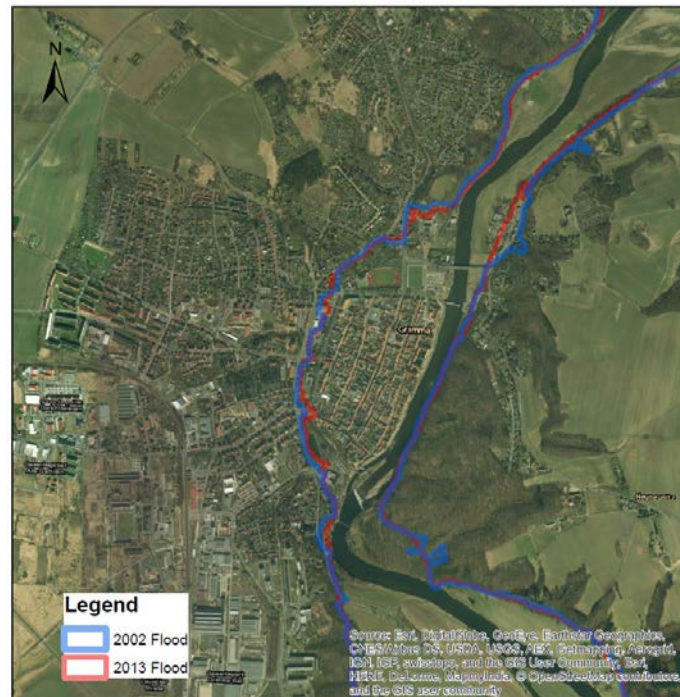 N
Grimma
Legend
2002 Flood
2013 Flood
Source: Esri, DigitalGlobe, GeoEye, Earthstar Geographics,
CNES/Airbus DS, USDA, USGS, AEX, Getmapping, Aerogrid,
IGN, IGP, swisstopo, and the GIS User Community, Esri,
HERE, DeLorme, MapmyIndia, © OpenStreetMap contributors,
and the GIS user community